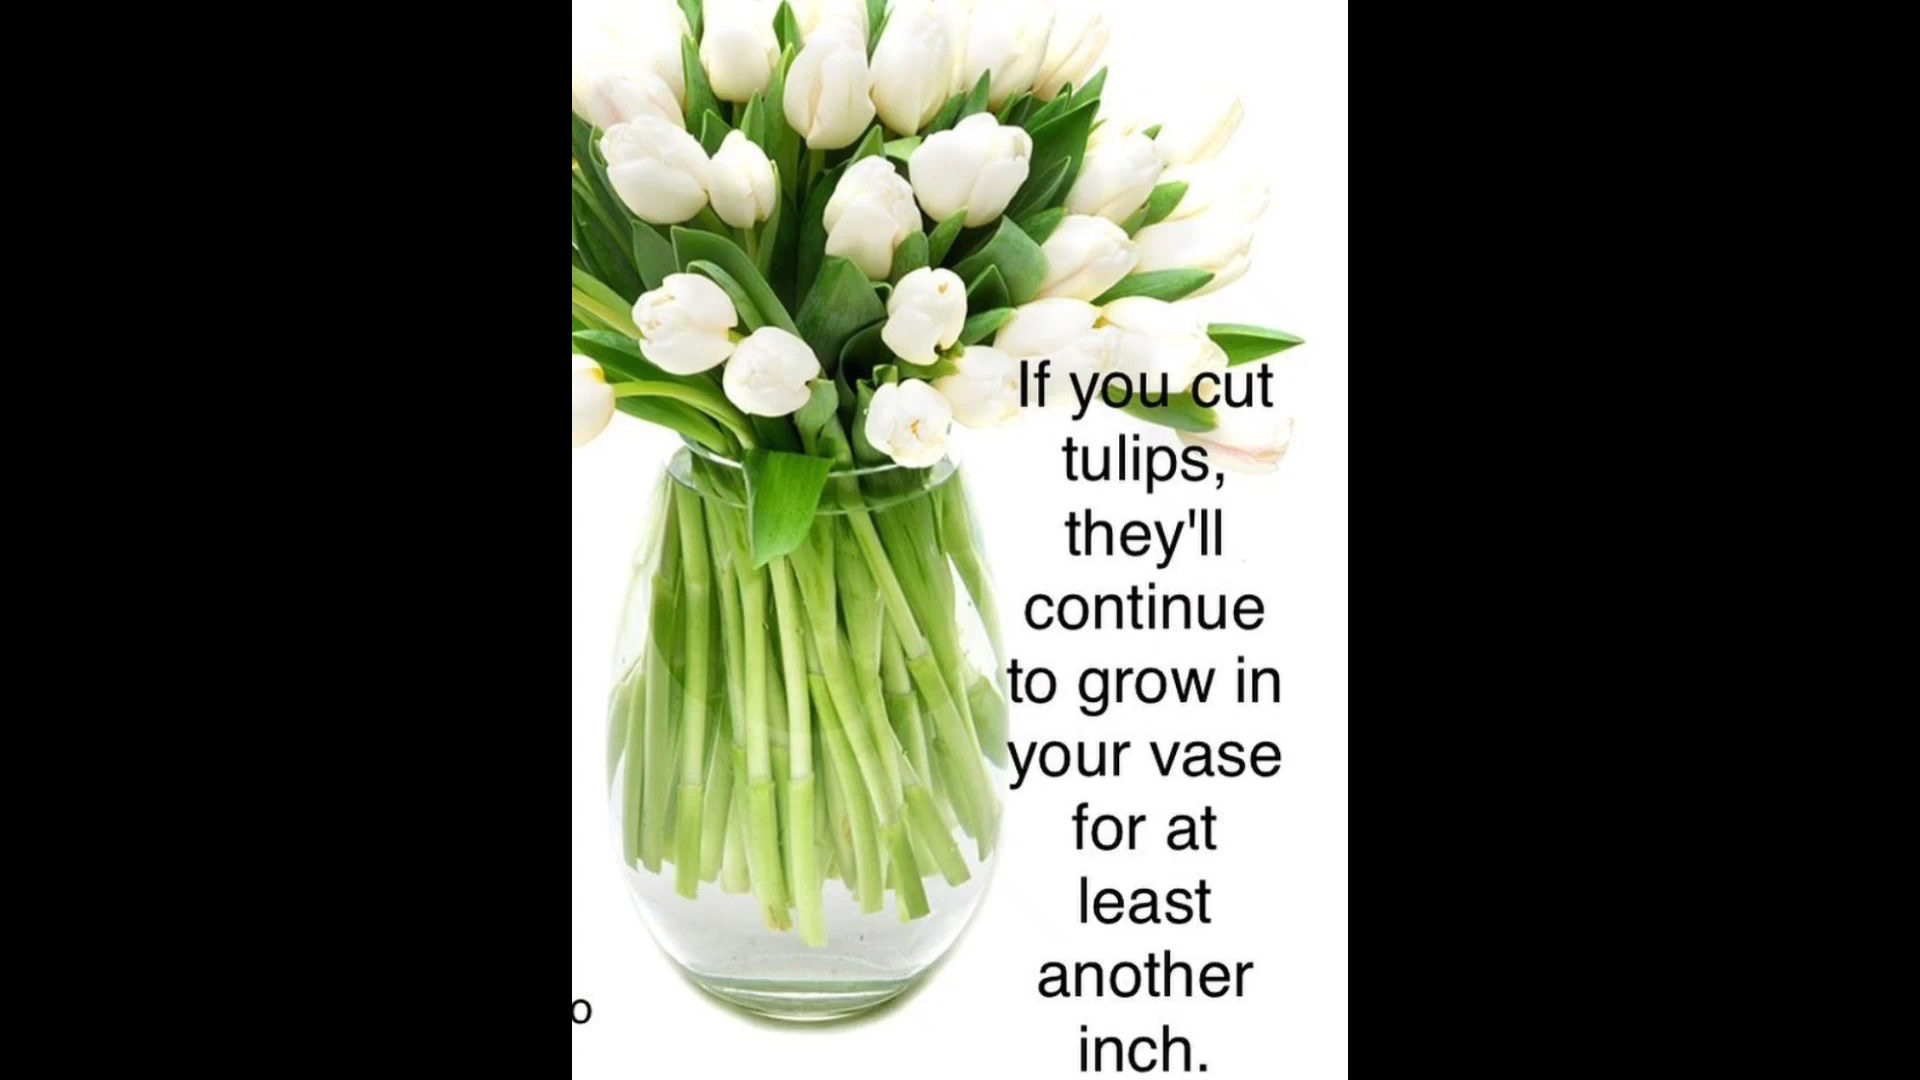 If you cut
tulips,
they'll
continue
to grow in
your vase
for at
least
another
inch.
o